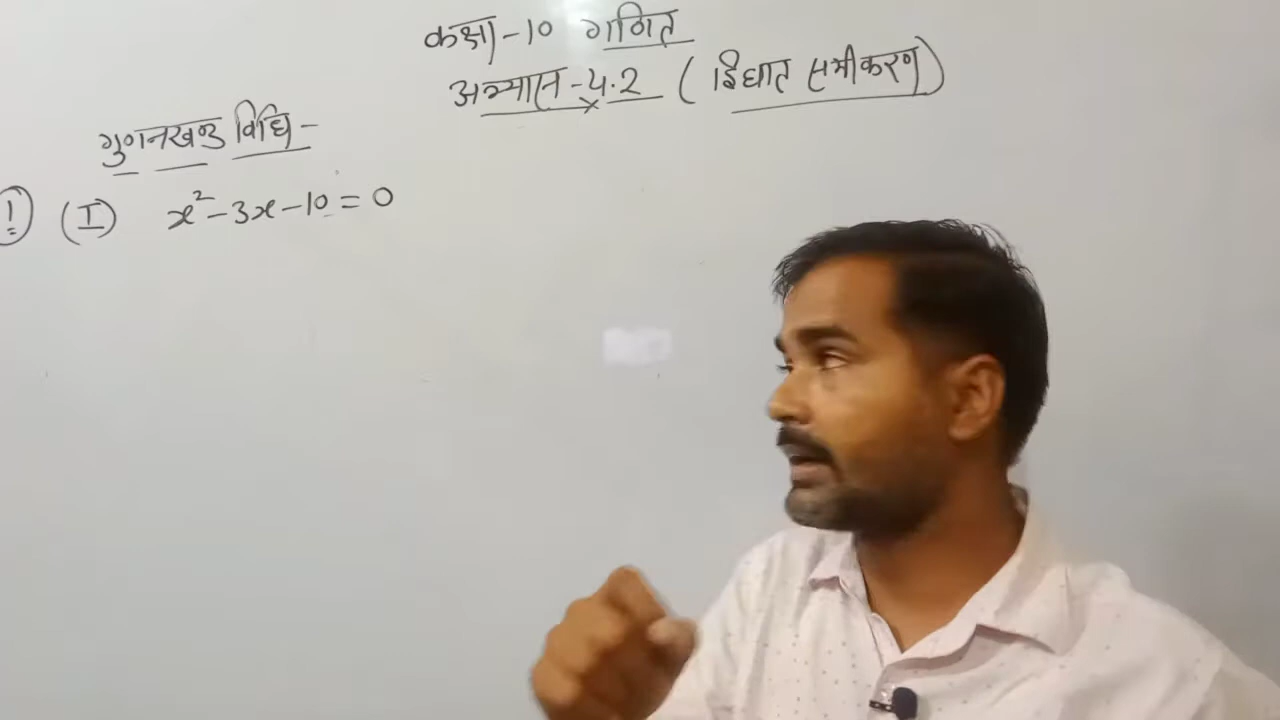 कक्षा-10 गणित
अभ्यास-4.2 (द्विघात समीकरण)
गुणनखण्ड विधि-
1 (I) x²-3x-10=0